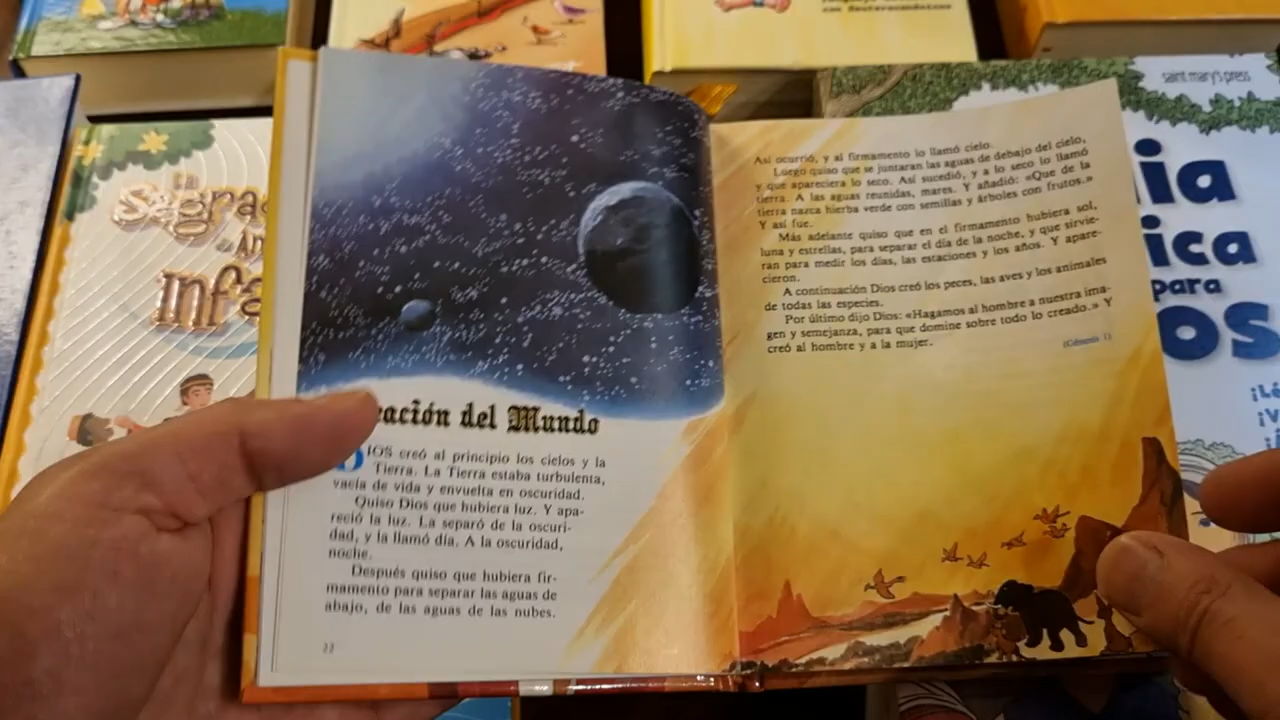 saint mary's press
Sagra
Infa
ia
ica
para
os
eación del Mundo
DIOS creó al principio los cielos y la
Tierra. La Tierra estaba turbulenta,
vacía de vida y envuelta en oscuridad.
Quiso Dios que hubiera luz. Y apa-
reció la luz. La separó de la oscuri-
dad, y la llamó día. A la oscuridad,
noche.
Después quiso que hubiera fir-
mamento para separar las aguas de
abajo, de las aguas de las nubes.
22
Así ocurrió, y al firmamento lo llamó cielo.
Luego quiso que se juntaran las aguas de debajo del cielo,
y que apareciera lo seco. Así sucedió, y a lo seco lo llamó
tierra. A las aguas reunidas, mares. Y añadió: «Que de la
tierra nazca hierba verde con semillas y árboles con frutos.»
Y así fue.
Más adelante quiso que en el firmamento hubiera sol,
luna y estrellas, para separar el día de la noche, y que sirvie-
ran para medir los días, las estaciones y los años. Y apare-
cieron.
A continuación Dios creó los peces, las aves y los animales
de todas las especies.
Por último dijo Dios: «Hagamos al hombre a nuestra ima-
gen y semejanza, para que domine sobre todo lo creado.» Y
creó al hombre y a la mujer.
(Génesis 1)